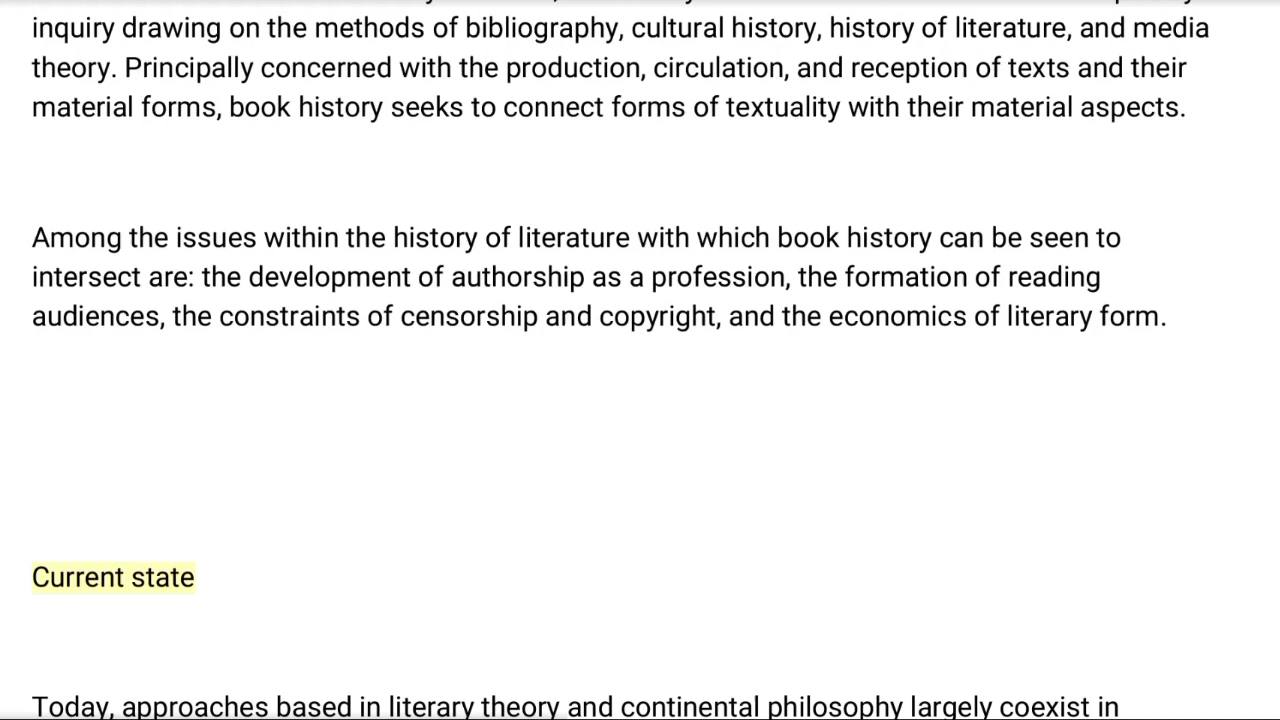 inquiry drawing on the methods of bibliography, cultural history, history of literature, and media
theory. Principally concerned with the production, circulation, and reception of texts and their
material forms, book history seeks to connect forms of textuality with their material aspects.
Among the issues within the history of literature with which book history can be seen to
intersect are: the development of authorship as a profession, the formation of reading
audiences, the constraints of censorship and copyright, and the economics of literary form.
Current state
Today, approaches based in literary theory and continental philosophy largely coexist in